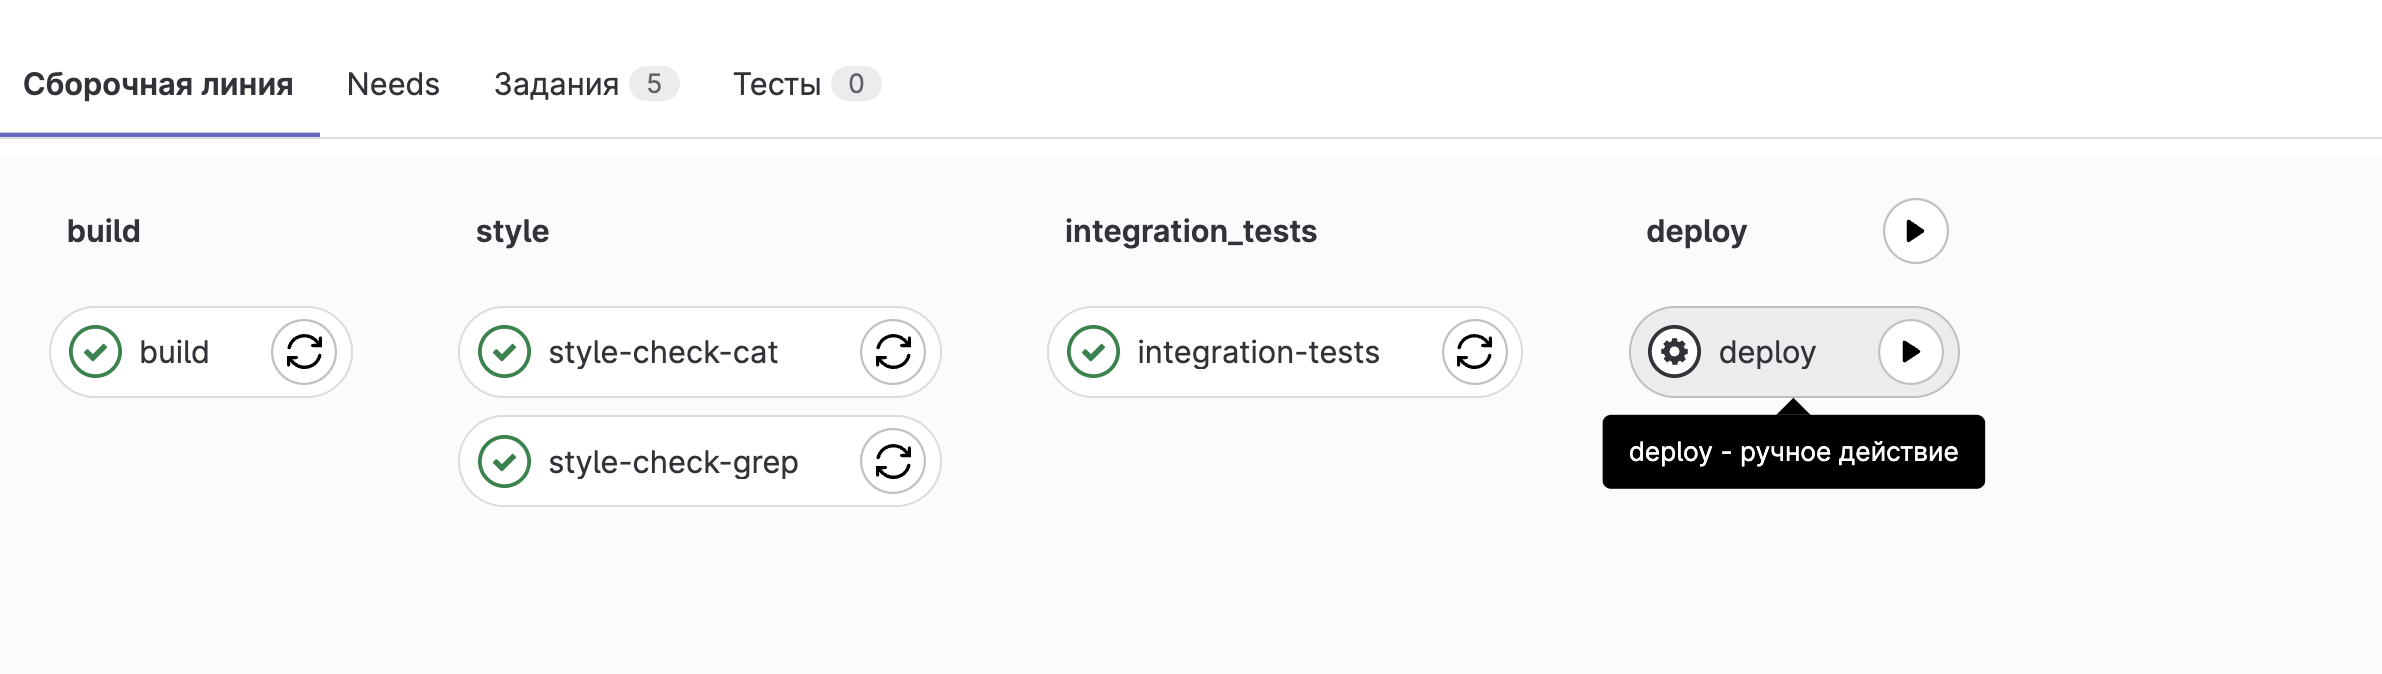 Сборочная линия Needs Задания 5 Тесты 0
build style integration_tests deploy
build style-check-cat integration-tests deploy
style-check-grep
deploy - ручное действие